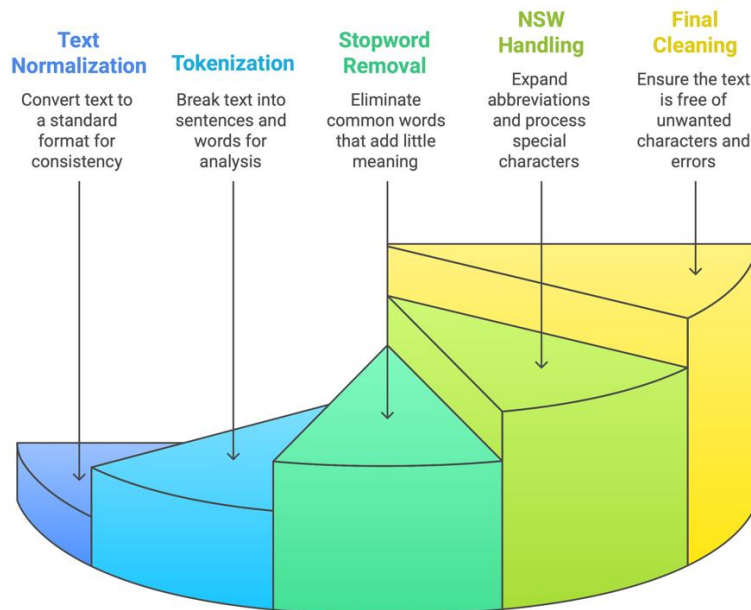 Text
Normalization
Convert text to
a standard
format for
consistency
Tokenization
Break text into
sentences and
words for
analysis
Stopword
Removal
Eliminate
common words
that add little
meaning
NSW
Handling
Expand
abbreviations
and process
special
characters
Final
Cleaning
Ensure the text
is free of
unwanted
characters and
errors